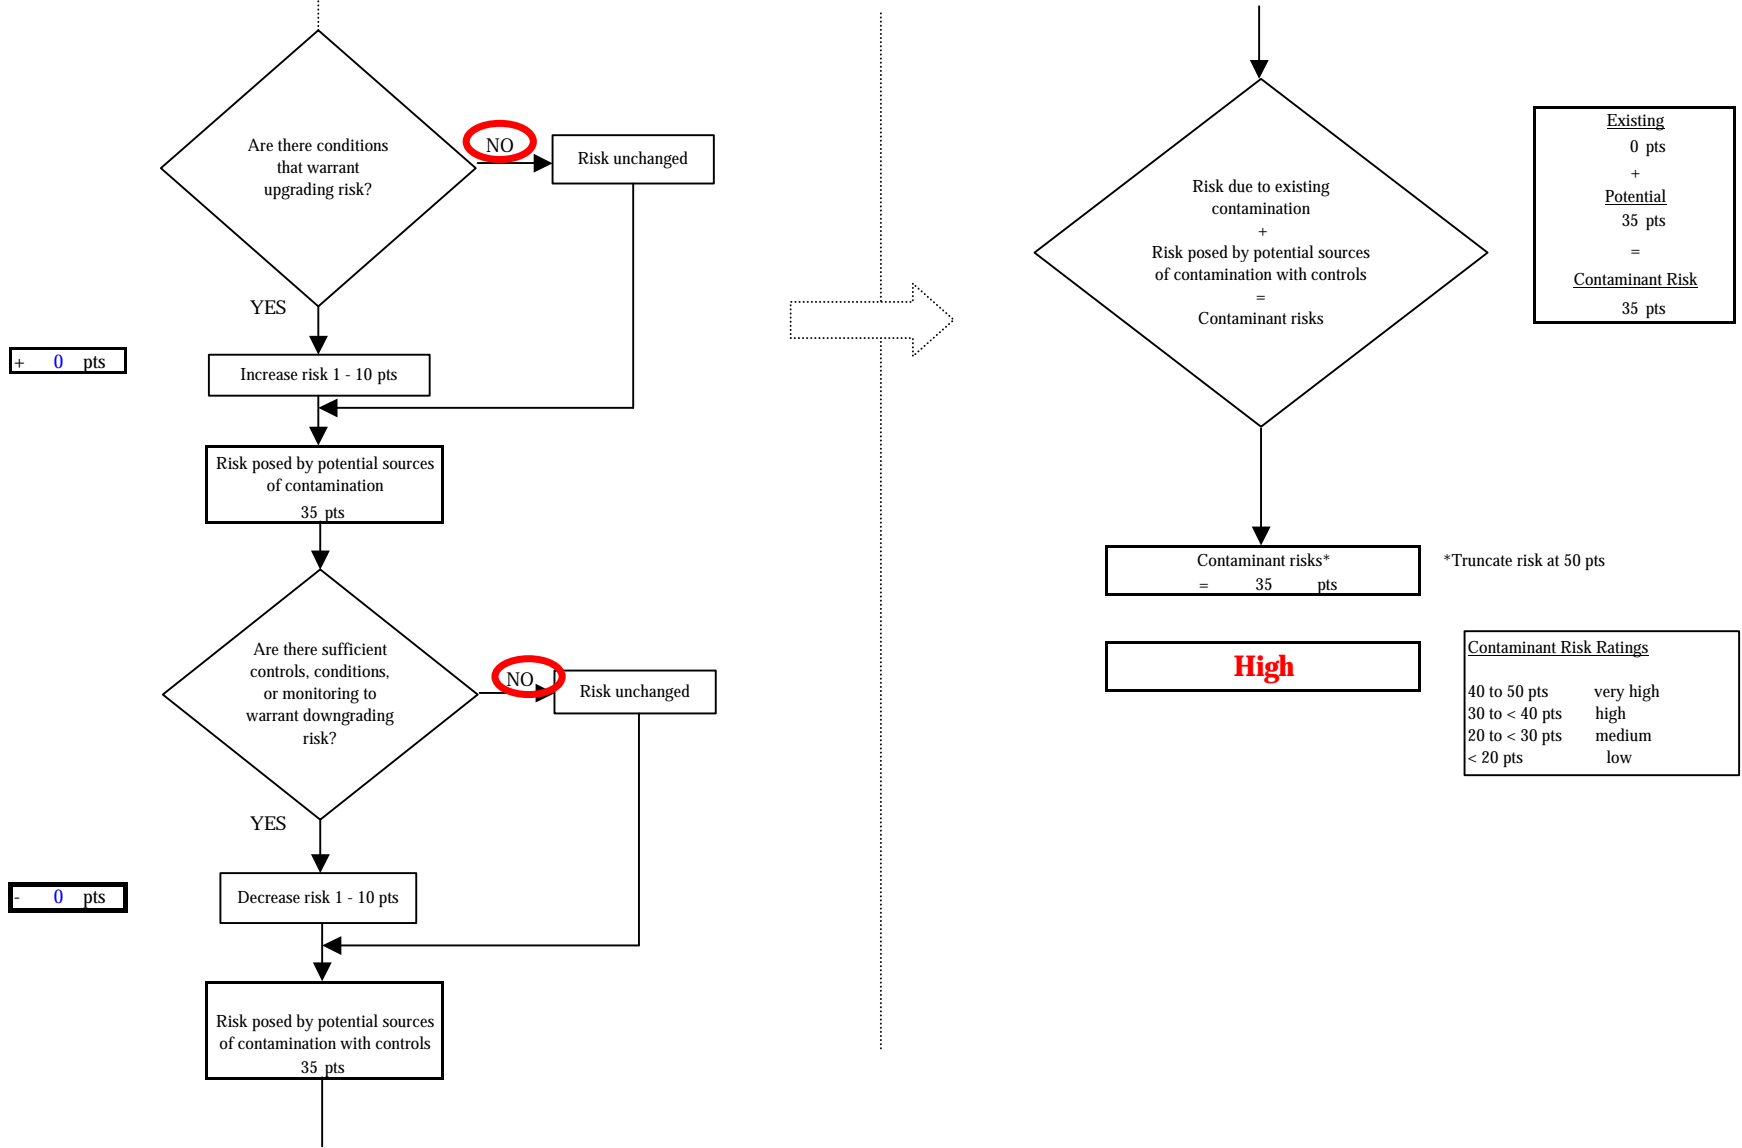 Are there conditions
that warrant
upgrading risk?
NO
Risk unchanged
YES
+ 0 pts
Increase risk 1 - 10 pts
Risk posed by potential sources
of contamination
35 pts
Are there sufficient
controls, conditions,
or monitoring to
warrant downgrading
risk?
NO
Risk unchanged
YES
- 0 pts
Decrease risk 1 - 10 pts
Risk posed by potential sources
of contamination with controls
35 pts
Risk due to existing
contamination
+
Risk posed by potential sources
of contamination with controls
=
Contaminant risks
Existing
0 pts
+
Potential
35 pts
=
Contaminant Risk
35 pts
Contaminant risks*
= 35 pts
*Truncate risk at 50 pts
High
Contaminant Risk Ratings
40 to 50 pts very high
30 to < 40 pts high
20 to < 30 pts medium
< 20 pts low